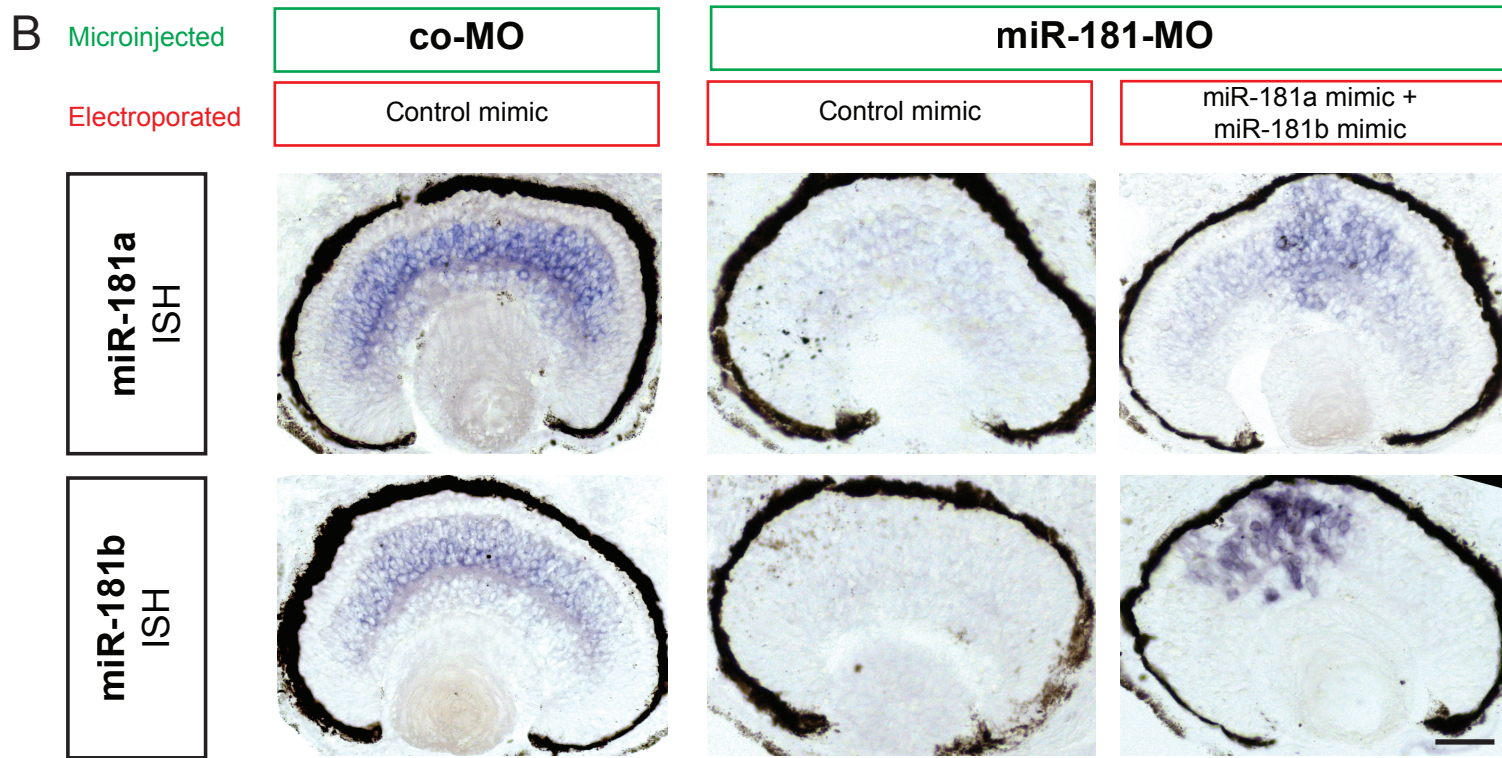 B
Microinjected
co-MO
miR-181-MO
Electroporated
Control mimic
Control mimic
miR-181a mimic +
miR-181b mimic
miR-181a
ISH
miR-181b
ISH